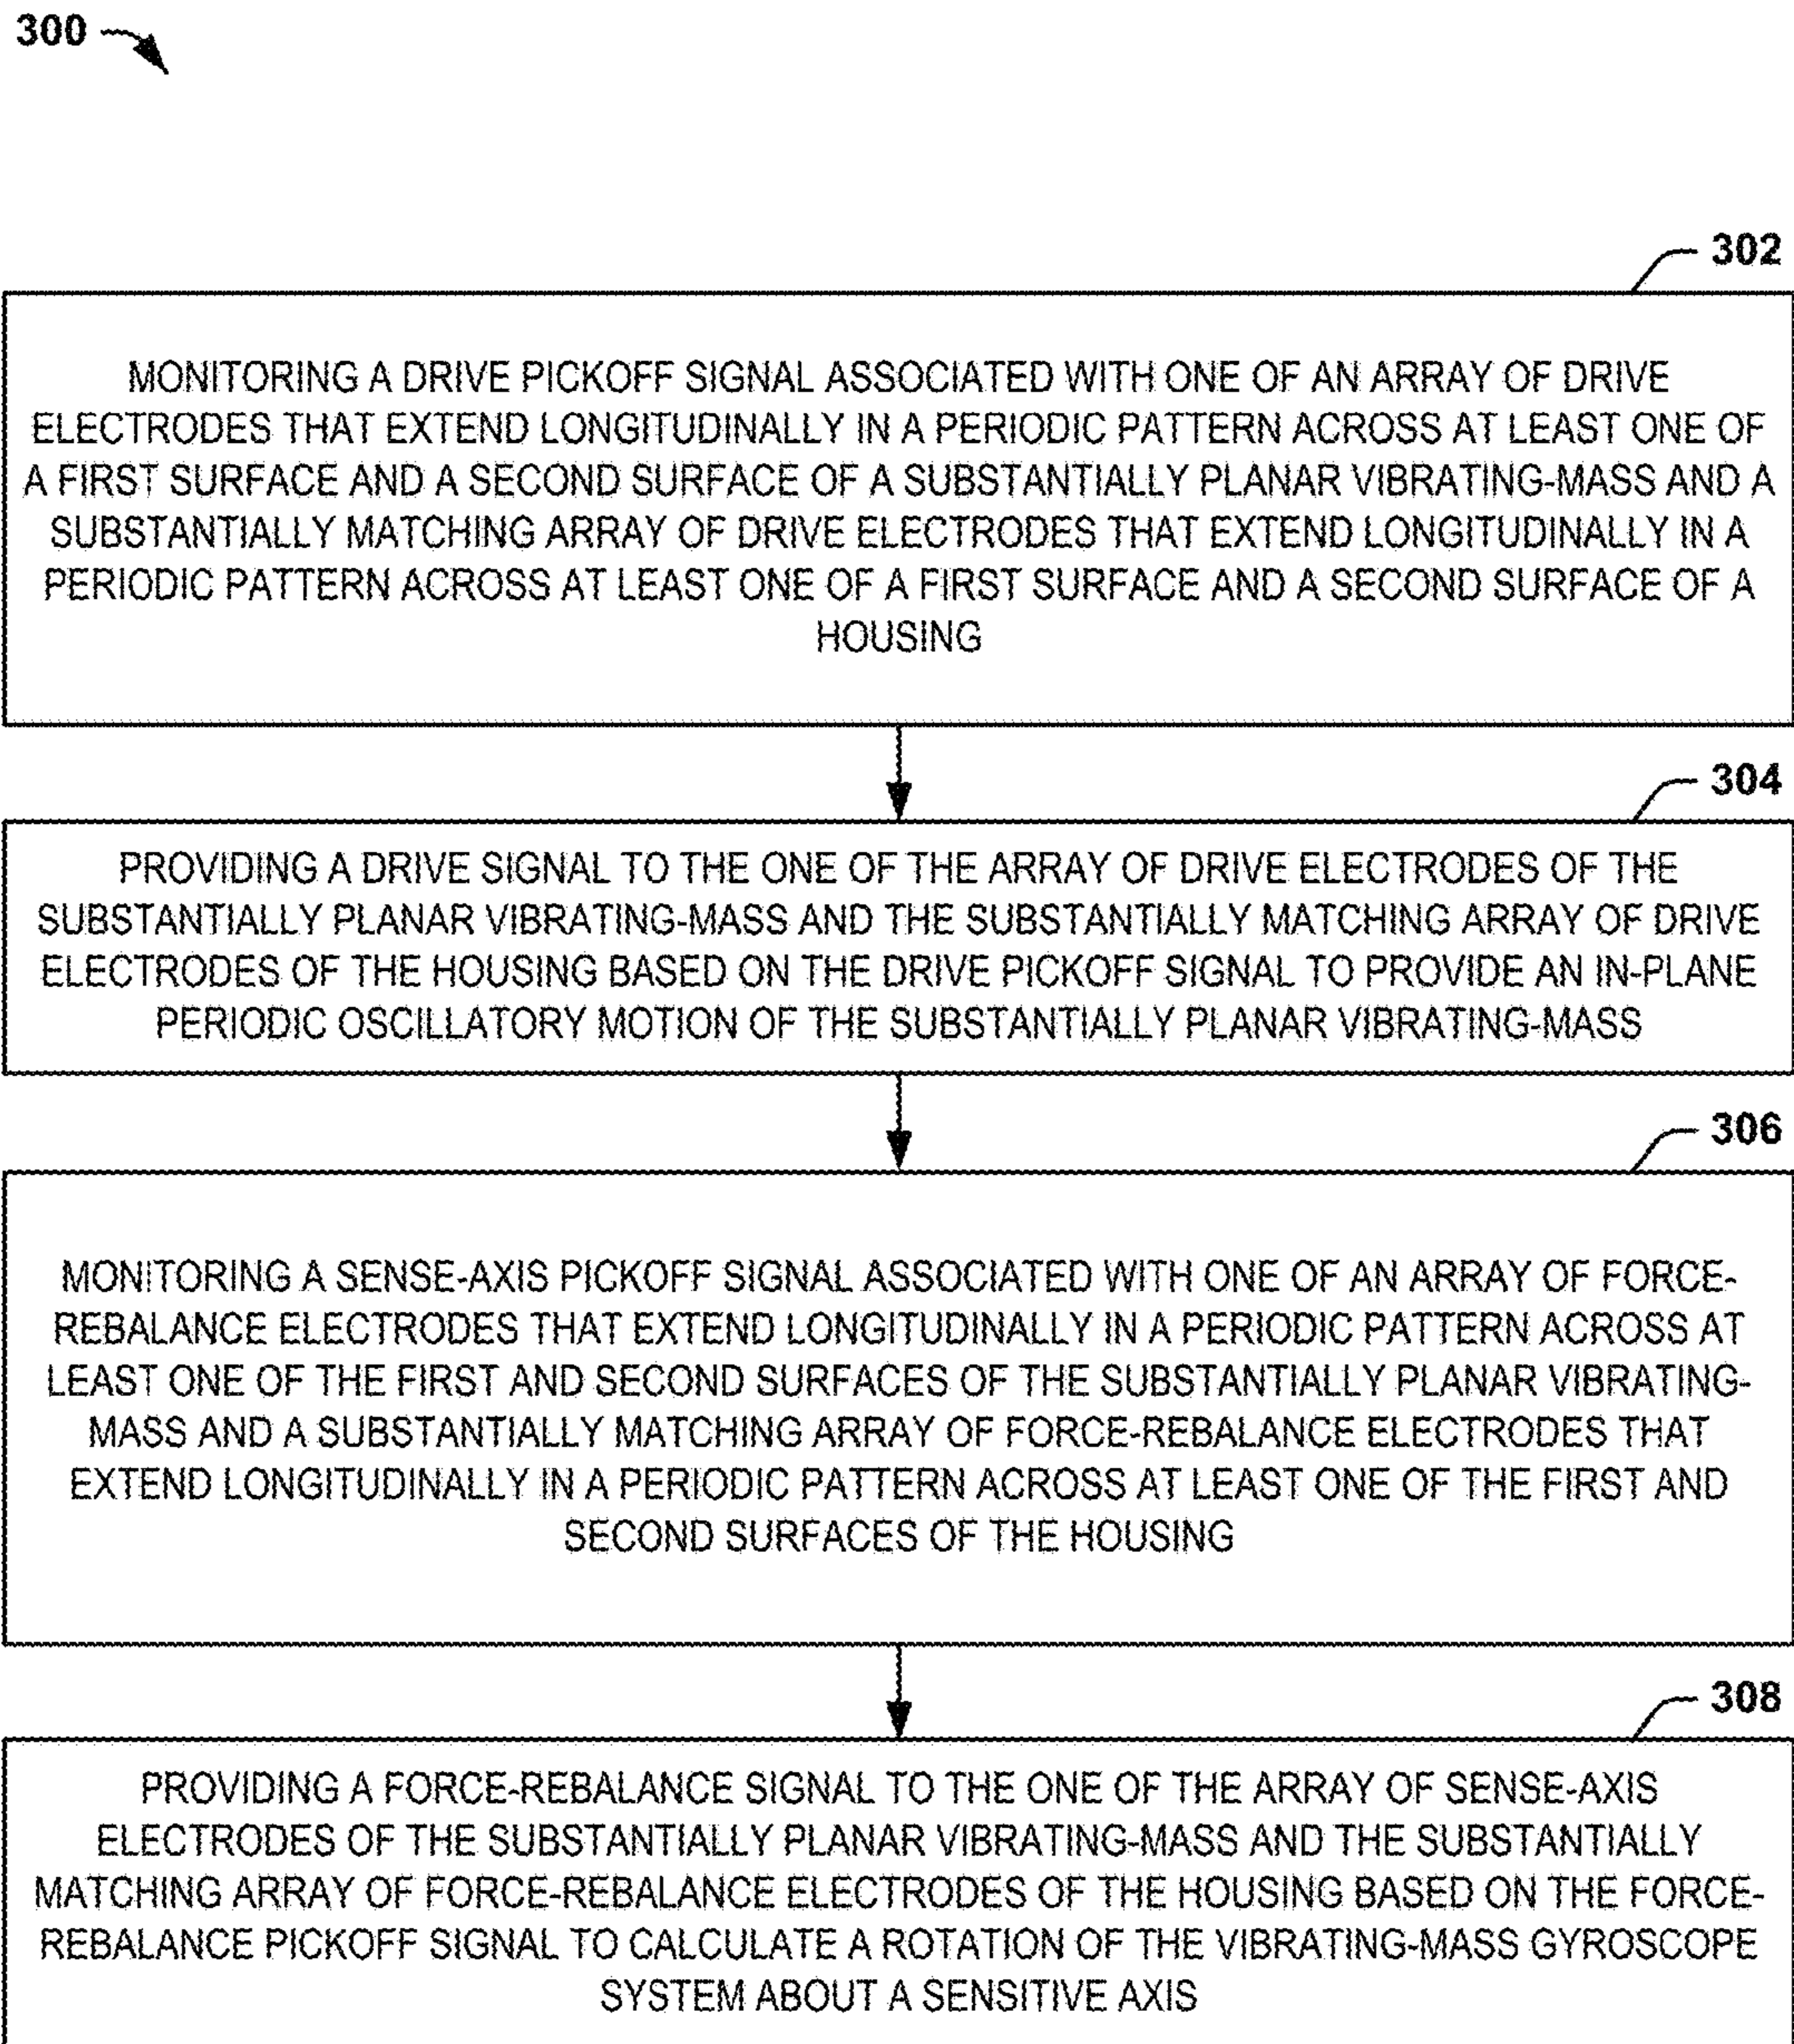 300
302
MONITORING A DRIVE PICKOFF SIGNAL ASSOCIATED WITH ONE OF AN ARRAY OF DRIVE
ELECTRODES THAT EXTEND LONGITUDINALLY IN A PERIODIC PATTERN ACROSS AT LEAST ONE OF
A FIRST SURFACE AND A SECOND SURFACE OF A SUBSTANTIALLY PLANAR VIBRATING-MASS AND A
SUBSTANTIALLY MATCHING ARRAY OF DRIVE ELECTRODES THAT EXTEND LONGITUDINALLY IN A
PERIODIC PATTERN ACROSS AT LEAST ONE OF A FIRST SURFACE AND A SECOND SURFACE OF A
HOUSING
304
PROVIDING A DRIVE SIGNAL TO THE ONE OF THE ARRAY OF DRIVE ELECTRODES OF THE
SUBSTANTIALLY PLANAR VIBRATING-MASS AND THE SUBSTANTIALLY MATCHING ARRAY OF DRIVE
ELECTRODES OF THE HOUSING BASED ON THE DRIVE PICKOFF SIGNAL TO PROVIDE AN IN-PLANE
PERIODIC OSCILLATORY MOTION OF THE SUBSTANTIALLY PLANAR VIBRATING-MASS
306
MONITORING A SENSE-AXIS PICKOFF SIGNAL ASSOCIATED WITH ONE OF AN ARRAY OF FORCE-
REBALANCE ELECTRODES THAT EXTEND LONGITUDINALLY IN A PERIODIC PATTERN ACROSS AT
LEAST ONE OF THE FIRST AND SECOND SURFACES OF THE SUBSTANTIALLY PLANAR VIBRATING-
MASS AND A SUBSTANTIALLY MATCHING ARRAY OF FORCE-REBALANCE ELECTRODES THAT
EXTEND LONGITUDINALLY IN A PERIODIC PATTERN ACROSS AT LEAST ONE OF THE FIRST AND
SECOND SURFACES OF THE HOUSING
308
PROVIDING A FORCE-REBALANCE SIGNAL TO THE ONE OF THE ARRAY OF SENSE-AXIS
ELECTRODES OF THE SUBSTANTIALLY PLANAR VIBRATING-MASS AND THE SUBSTANTIALLY
MATCHING ARRAY OF FORCE-REBALANCE ELECTRODES OF THE HOUSING BASED ON THE FORCE-
REBALANCE PICKOFF SIGNAL TO CALCULATE A ROTATION OF THE VIBRATING-MASS GYROSCOPE
SYSTEM ABOUT A SENSITIVE AXIS